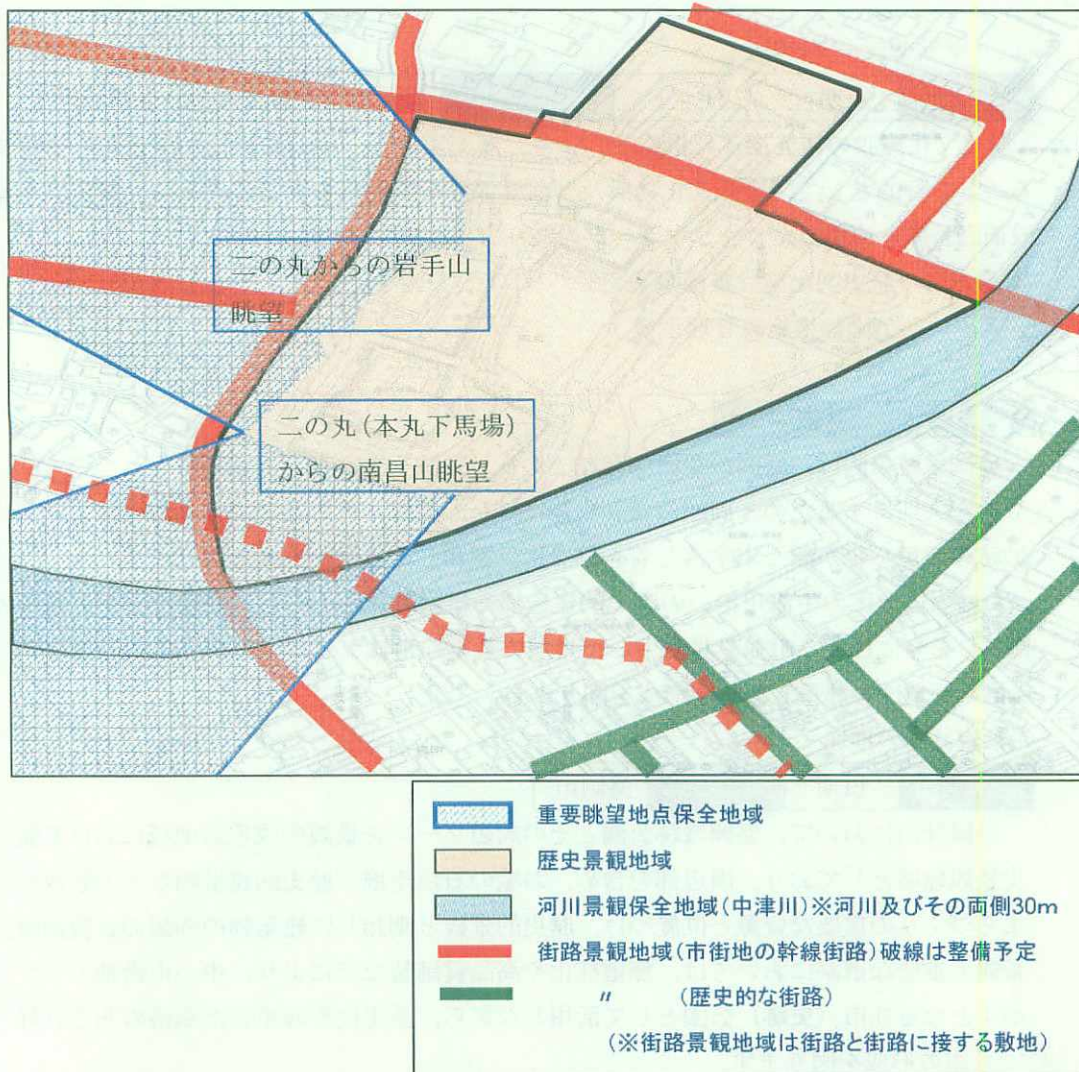 二の丸からの岩手山
眺望
二の丸(本丸下馬場)
からの南昌山眺望
重要眺望地点保全地域
歴史景観地域
河川景観保全地域(中津川)※河川及びその両側30m
街路景観地域(市街地の幹線街路)破線は整備予定
〃 (歴史的な街路)
(※街路景観地域は街路と街路に接する敷地)